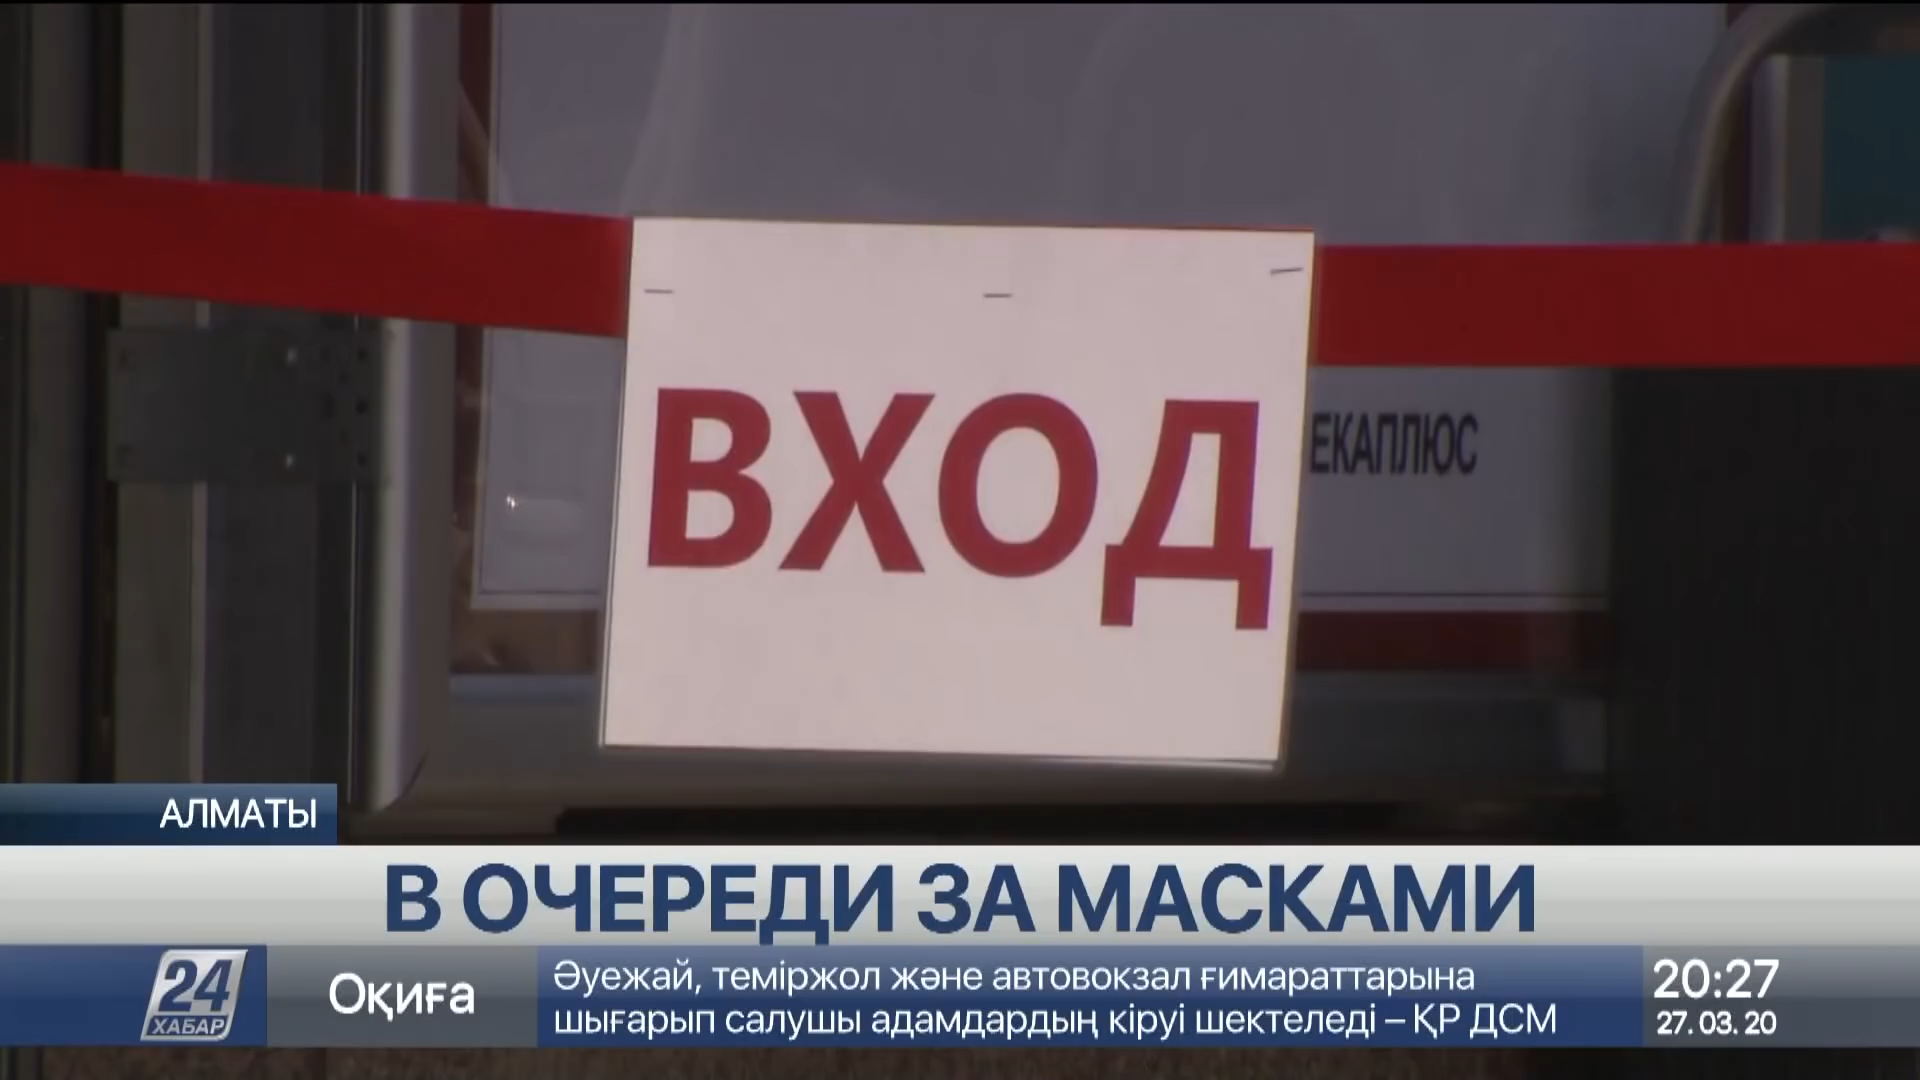 ВХОД
ЕКАПЛЮС
АЛМАТЫ
В ОЧЕРЕДИ ЗА МАСКАМИ
24
ХАБАР
Оқиға
Әуежай, теміржол және автовокзал ғимараттарына
шығарып салушы адамдардың кіруі шектеледі – ҚР ДСМ
20:27
27. 03. 20